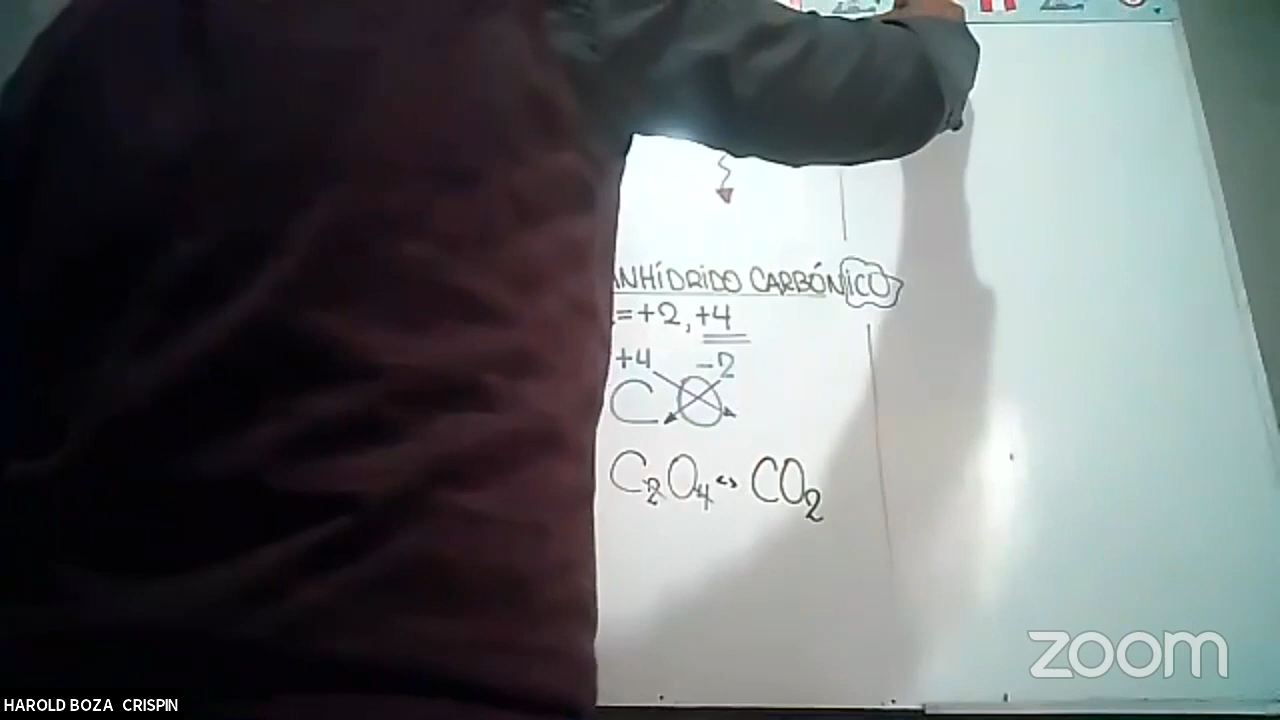 ANHÍDRIDO CARBÓNICO
=+2,+4
+4 -2
C O
C2O4 <> CO2
zoom
HAROLD BOZA CRISPIN